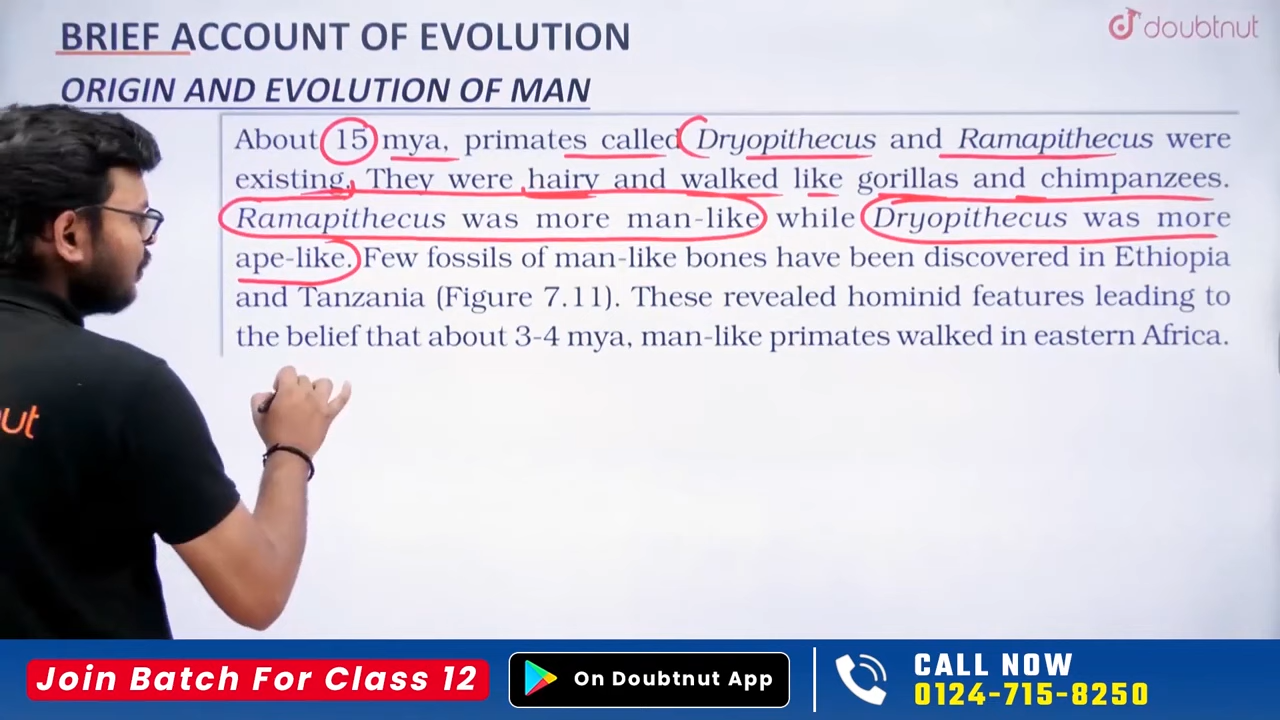 BRIEF ACCOUNT OF EVOLUTION
doubtnut
ORIGIN AND EVOLUTION OF MAN
About 15 mya, primates called Dryopithecus and Ramapithecus were
existing. They were hairy and walked like gorillas and chimpanzees.
Ramapithecus was more man-like while Dryopithecus was more
ape-like. Few fossils of man-like bones have been discovered in Ethiopia
and Tanzania (Figure 7.11). These revealed hominid features leading to
the belief that about 3-4 mya, man-like primates walked in eastern Africa.
ut
Join Batch For Class 12
On Doubtnut App
CALL NOW
0124-715-8250